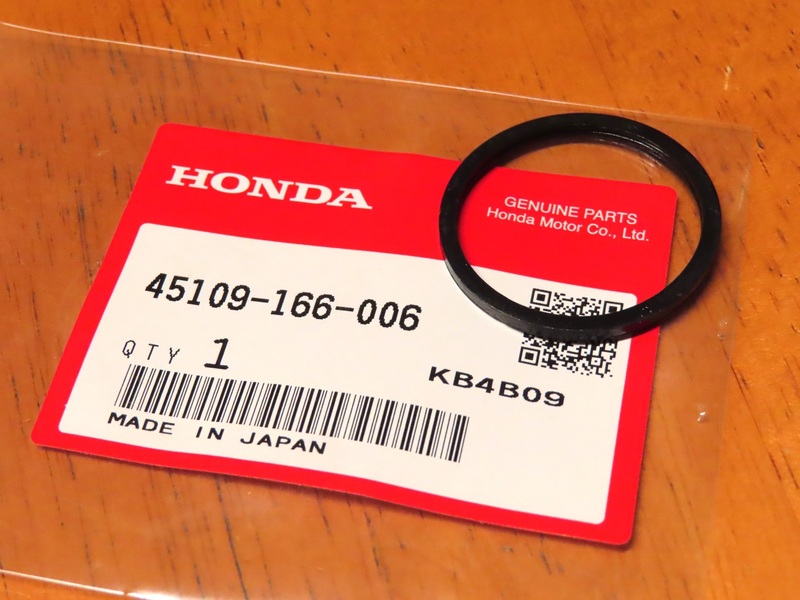 HONDA
GENUINE PARTS
Honda Motor Co., Ltd.
45109-166-006
QTY 1
KB4B09
MADE IN JAPAN